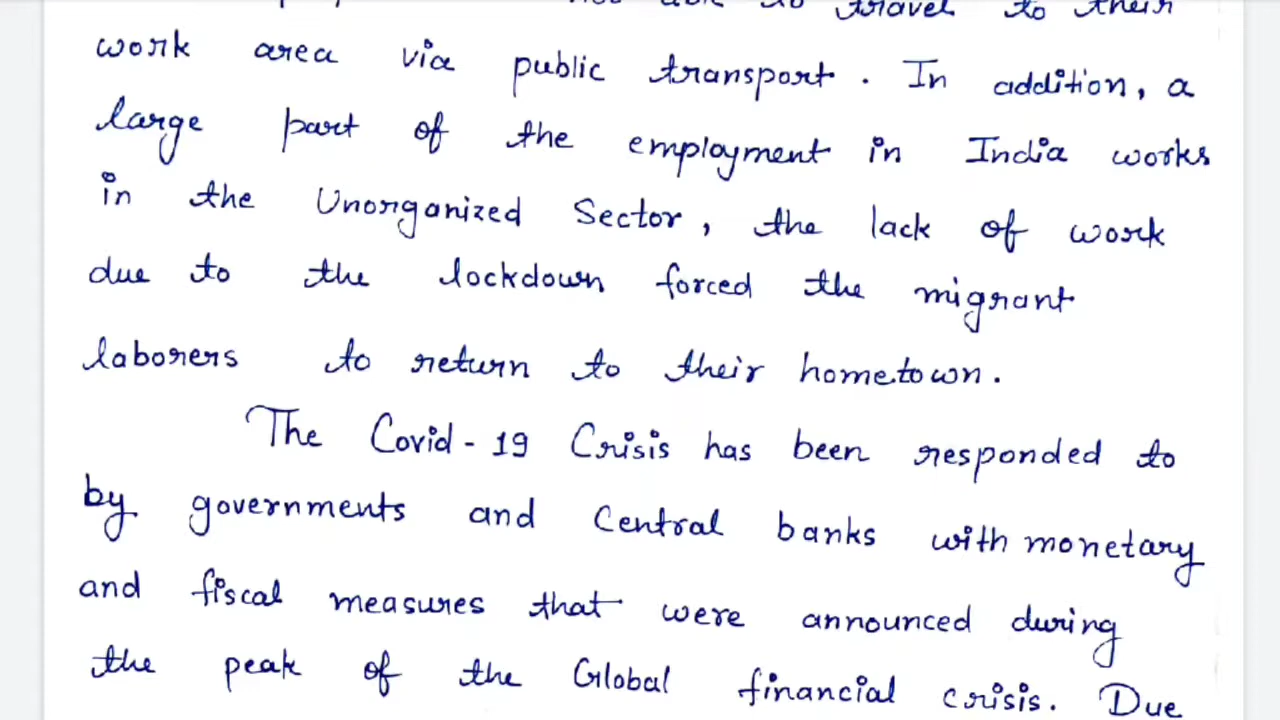 travel to their
work area via public transport. In addition, a
large part of the employment in India works
in the Unorganized Sector, the lack of work
due to the lockdown forced the migrant
laborers to return to their hometown.
The Covid-19 Crisis has been responded to
by governments and Central banks with monetary
and fiscal measures that were announced during
the peak of the Global financial crisis. Due